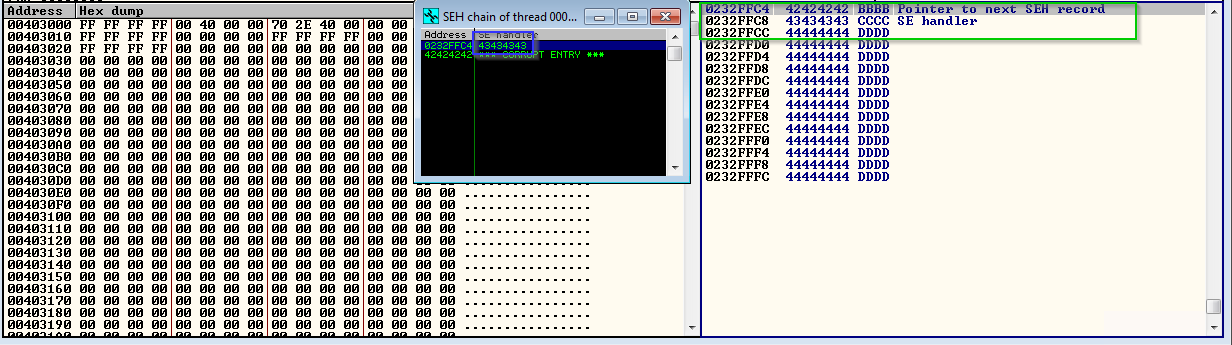 Address Hex dump
00403000 FF FF FF FF 00 40 00 00 70 2E 40 00 00 00
00403010 FF FF FF FF 00 00 00 00 FF FF FF FF 00 00
00403020 FF FF FF FF 00 00 00 00 00 00 00 00 00 00
00403030 00 00 00 00 00 00 00 00 00 00 00 00 00 00
00403040 00 00 00 00 00 00 00 00 00 00 00 00 00 00
00403050 00 00 00 00 00 00 00 00 00 00 00 00 00 00
00403060 00 00 00 00 00 00 00 00 00 00 00 00 00 00
00403070 00 00 00 00 00 00 00 00 00 00 00 00 00 00
00403080 00 00 00 00 00 00 00 00 00 00 00 00 00 00
00403090 00 00 00 00 00 00 00 00 00 00 00 00 00 00
004030A0 00 00 00 00 00 00 00 00 00 00 00 00 00 00
004030B0 00 00 00 00 00 00 00 00 00 00 00 00 00 00
004030C0 00 00 00 00 00 00 00 00 00 00 00 00 00 00
004030D0 00 00 00 00 00 00 00 00 00 00 00 00 00 00
004030E0 00 00 00 00 00 00 00 00 00 00 00 00 00 00 00 00 ................
004030F0 00 00 00 00 00 00 00 00 00 00 00 00 00 00 00 00 ................
00403100 00 00 00 00 00 00 00 00 00 00 00 00 00 00 00 00 ................
00403110 00 00 00 00 00 00 00 00 00 00 00 00 00 00 00 00 ................
00403120 00 00 00 00 00 00 00 00 00 00 00 00 00 00 00 00 ................
00403130 00 00 00 00 00 00 00 00 00 00 00 00 00 00 00 00 ................
00403140 00 00 00 00 00 00 00 00 00 00 00 00 00 00 00 00 ................
00403150 00 00 00 00 00 00 00 00 00 00 00 00 00 00 00 00 ................
00403160 00 00 00 00 00 00 00 00 00 00 00 00 00 00 00 00 ................
00403170 00 00 00 00 00 00 00 00 00 00 00 00 00 00 00 00 ................
00403180 00 00 00 00 00 00 00 00 00 00 00 00 00 00 00 00 ................
00403190 00 00 00 00 00 00 00 00 00 00 00 00 00 00 00 00 ................
SEH chain of thread 000...
Address SE handler
0232FFC4 43434343
42424242 *** CORRUPT ENTRY ***
0232FFC4 42424242 BBBB Pointer to next SEH record
0232FFC8 43434343 CCCC SE handler
0232FFCC 44444444 DDDD
0232FFD0 44444444 DDDD
0232FFD4 44444444 DDDD
0232FFD8 44444444 DDDD
0232FFDC 44444444 DDDD
0232FFE0 44444444 DDDD
0232FFE4 44444444 DDDD
0232FFE8 44444444 DDDD
0232FFEC 44444444 DDDD
0232FFF0 44444444 DDDD
0232FFF4 44444444 DDDD
0232FFF8 44444444 DDDD
0232FFFC 44444444 DDDD